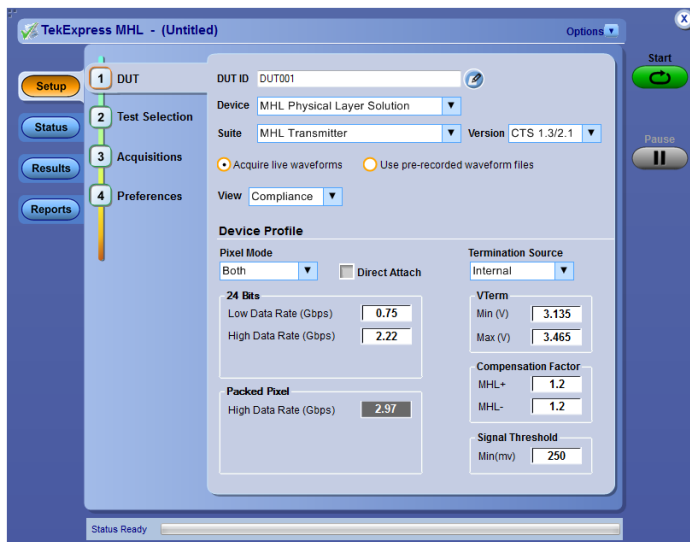 TekExpress MHL - (Untitled)
Options
x
Start
Pause
Setup
Status
Results
Reports
1 DUT
2 Test Selection
3 Acquisitions
4 Preferences
DUT ID DUT001
Device MHL Physical Layer Solution
Suite MHL Transmitter Version CTS 1.3/2.1
Acquire live waveforms Use pre-recorded waveform files
View Compliance
Device Profile
Pixel Mode
Both Direct Attach
24 Bits
Low Data Rate (Gbps) 0.75
High Data Rate (Gbps) 2.22
Packed Pixel
High Data Rate (Gbps) 2.97
Termination Source
Internal
VTerm
Min (V) 3.135
Max (V) 3.465
Compensation Factor
MHL+ 1.2
MHL- 1.2
Signal Threshold
Min(mv) 250
Status Ready